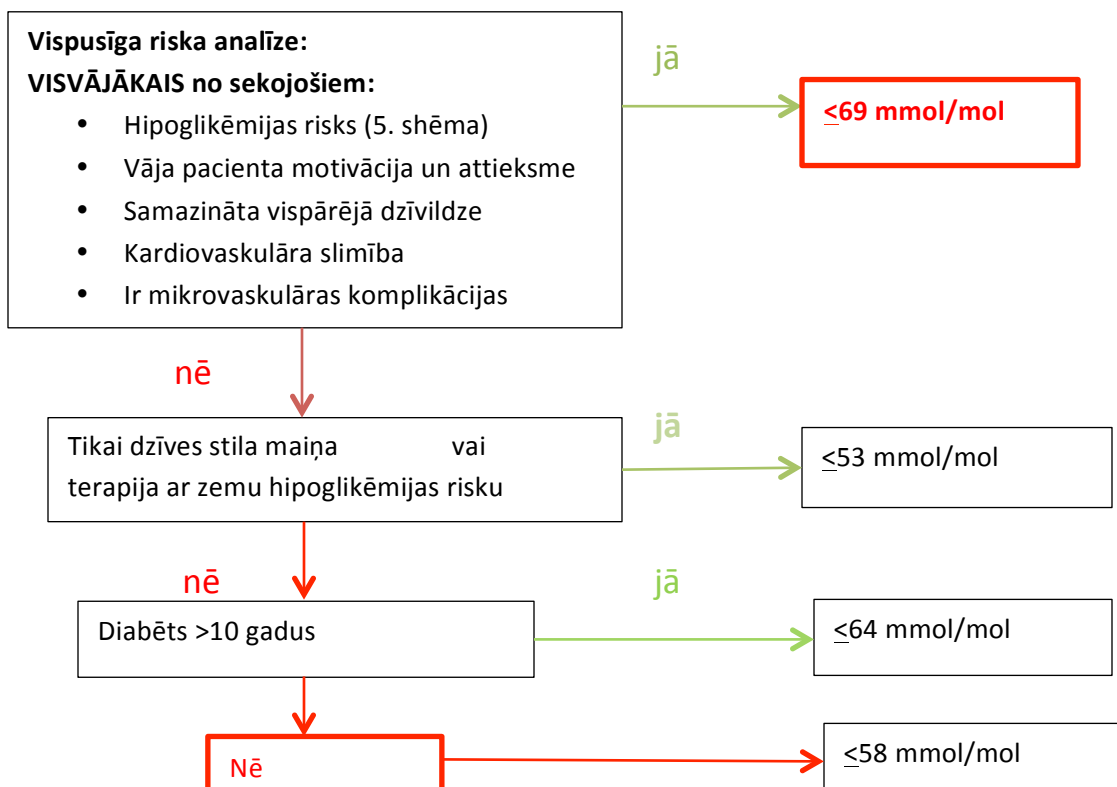 Vispusīga riska analīze:
VISVĀJĀKAIS no sekojošiem:
• Hipoglikēmijas risks (5. shēma)
• Vāja pacienta motivācija un attieksme
• Samazināta vispārējā dzīvildze
• Kardiovaskulāra slimība
• Ir mikrovaskulāras komplikācijas
jā
≤69 mmol/mol
nē
Tikai dzīves stila maiņa vai
terapija ar zemu hipoglikēmijas risku
jā
≤53 mmol/mol
nē
Diabēts >10 gadus
jā
≤64 mmol/mol
Nē
≤58 mmol/mol